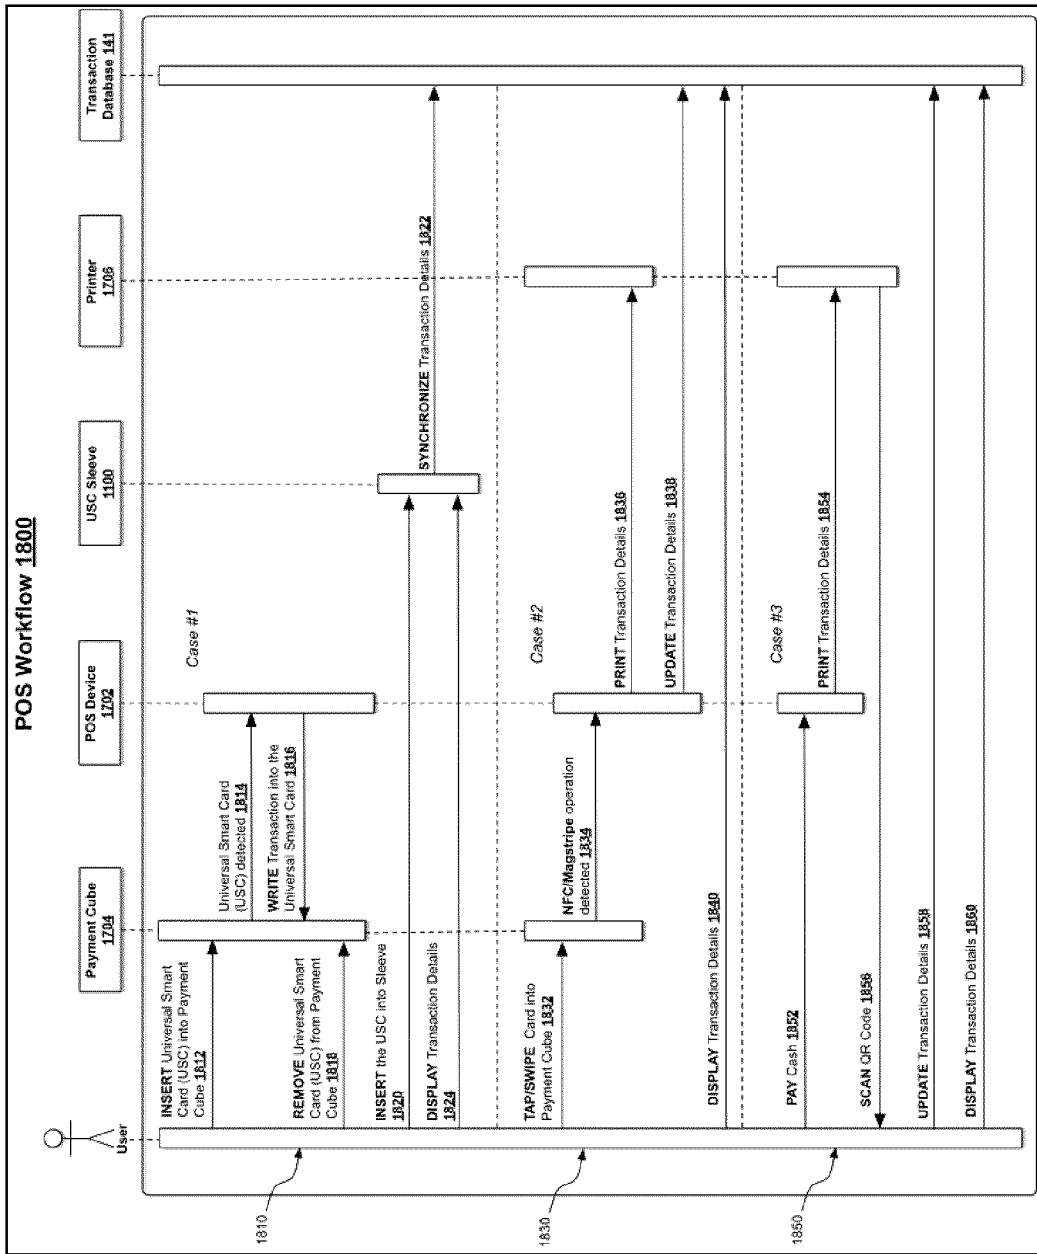 POS Workflow 1800
User
Payment Cube
1704
POS Device
1702
USC Sleeve
1100
Printer
1706
Transaction
Database 141
1810
Case #1
INSERT Universal Smart
Card (USC) into Payment
Cube 1812
Universal Smart Card
(USC) detected 1814
WRITE Transaction into the
Universal Smart Card 1816
REMOVE Universal Smart
Card (USC) from Payment
Cube 1818
INSERT the USC into Sleeve
1820
SYNCHRONIZE Transaction Details 1822
DISPLAY Transaction Details
1824
1830
Case #2
TAP/SWIPE Card into
Payment Cube 1832
NFC/Magstripe operation
detected 1834
PRINT Transaction Details 1836
UPDATE Transaction Details 1838
DISPLAY Transaction Details 1840
1850
Case #3
PAY Cash 1852
PRINT Transaction Details 1854
SCAN QR Code 1856
UPDATE Transaction Details 1858
DISPLAY Transaction Details 1860